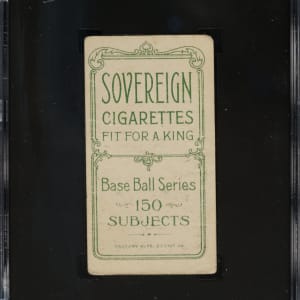 SOVEREIGN
CIGARETTES
FIT FOR A KING
Base Ball Series
150
SUBJECTS